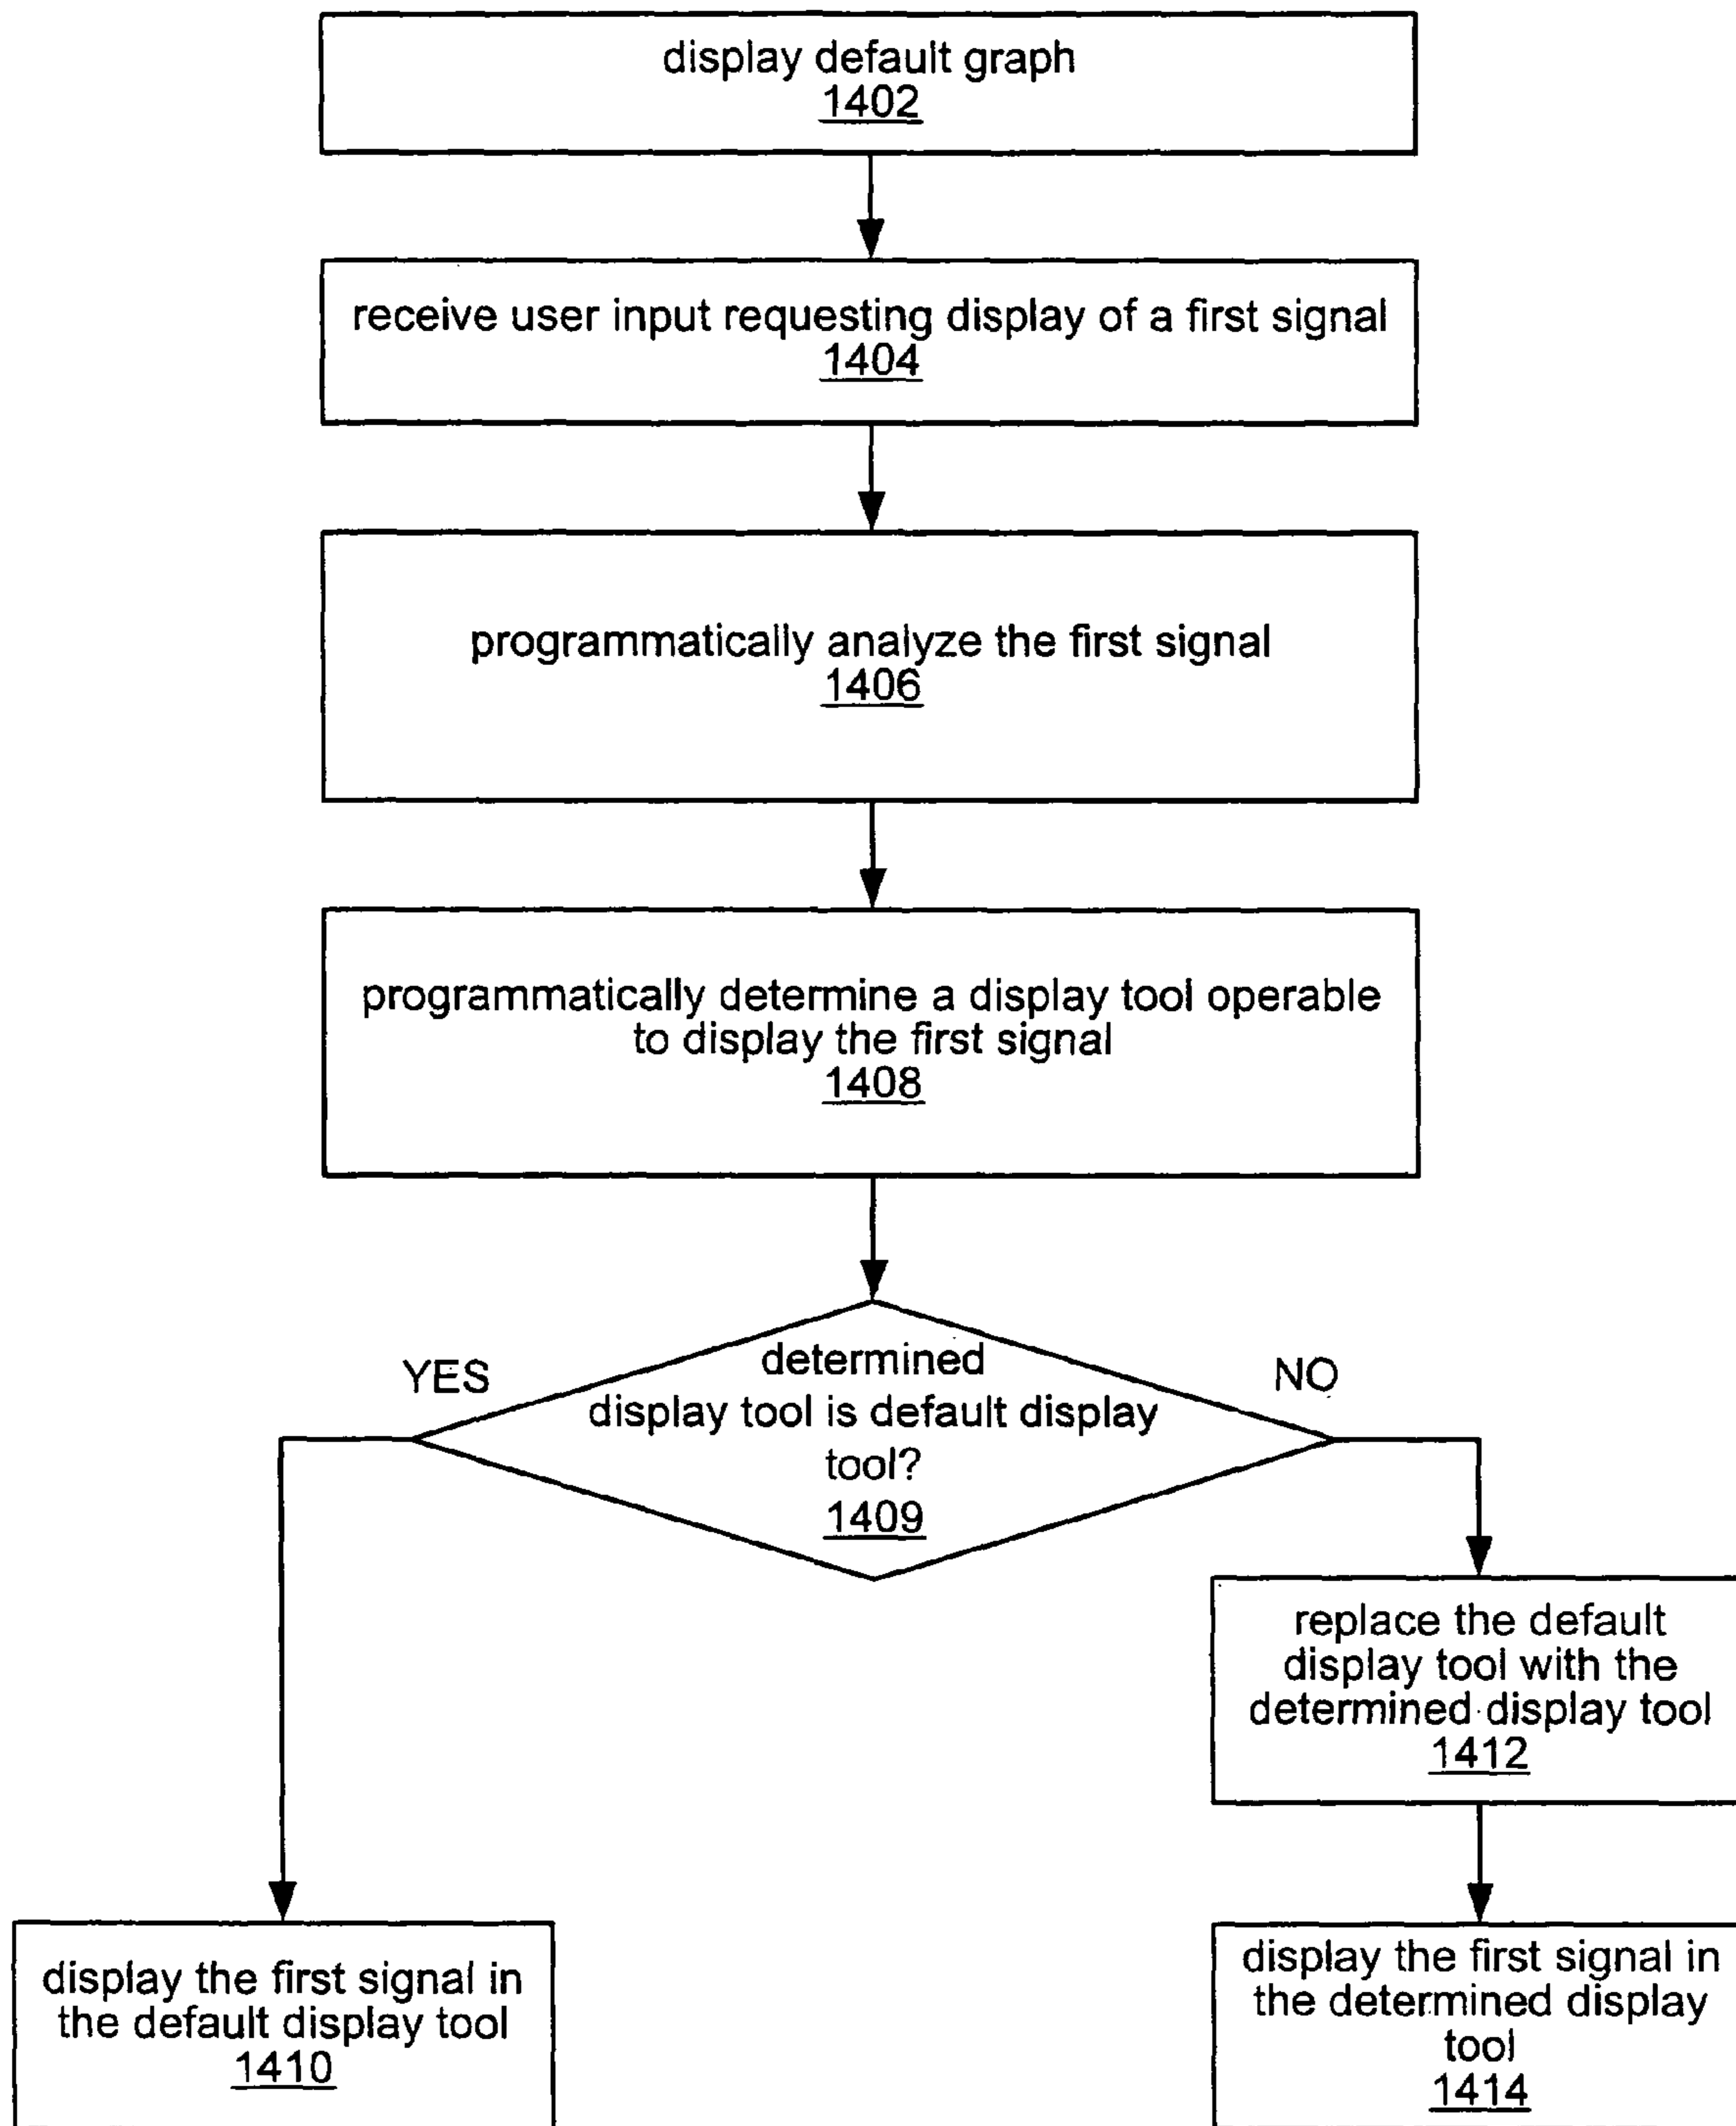 display default graph
1402
receive user input requesting display of a first signal
1404
programmatically analyze the first signal
1406
programmatically determine a display tool operable
to display the first signal
1408
YES
NO
determined
display tool is default display
tool?
1409
replace the default
display tool with the
determined display tool
1412
display the first signal in
the default display tool
1410
display the first signal in
the determined display
tool
1414